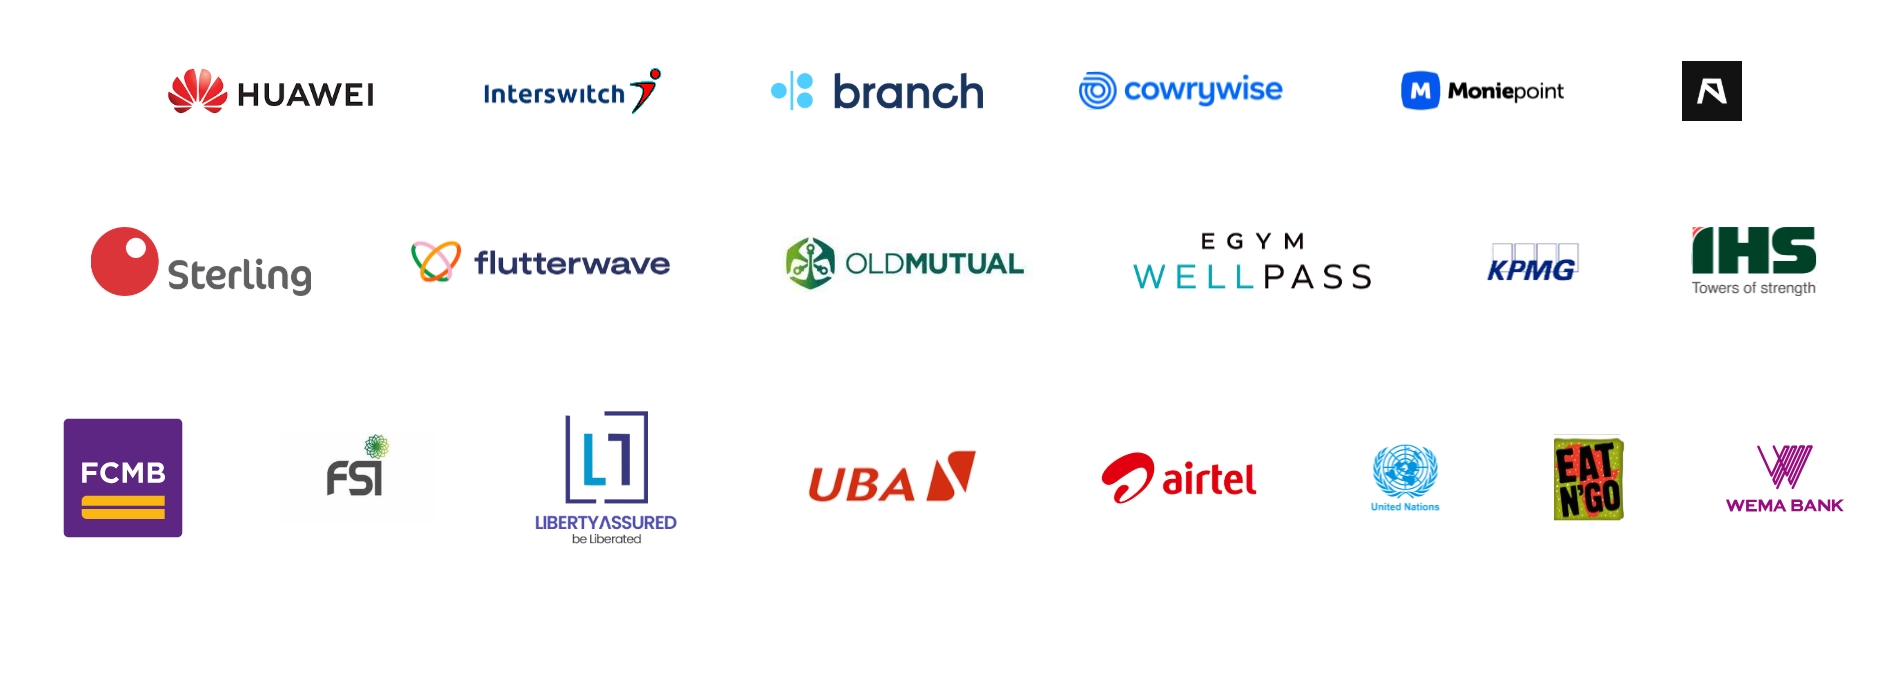 HUAWEI
Interswitch
branch
cowrywise
M Moniepoint
Sterling
flutterwave
OLDMUTUAL
EGYM
WELLPASS
KPMG
IHS
Towers of strength
FCMB
FSI
LIBERTYASSURED
be Liberated
UBA
airtel
United Nations
EAT
N'GO
WEMA BANK